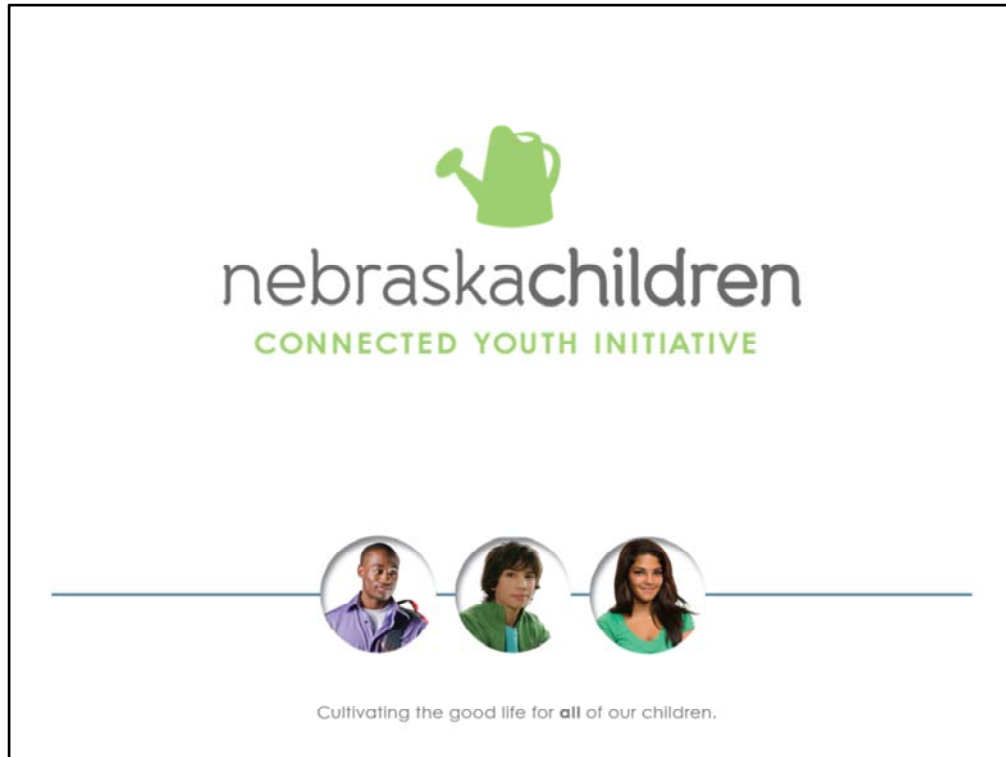 nebraskachildren
CONNECTED YOUTH INITIATIVE
Cultivating the good life for all of our children.